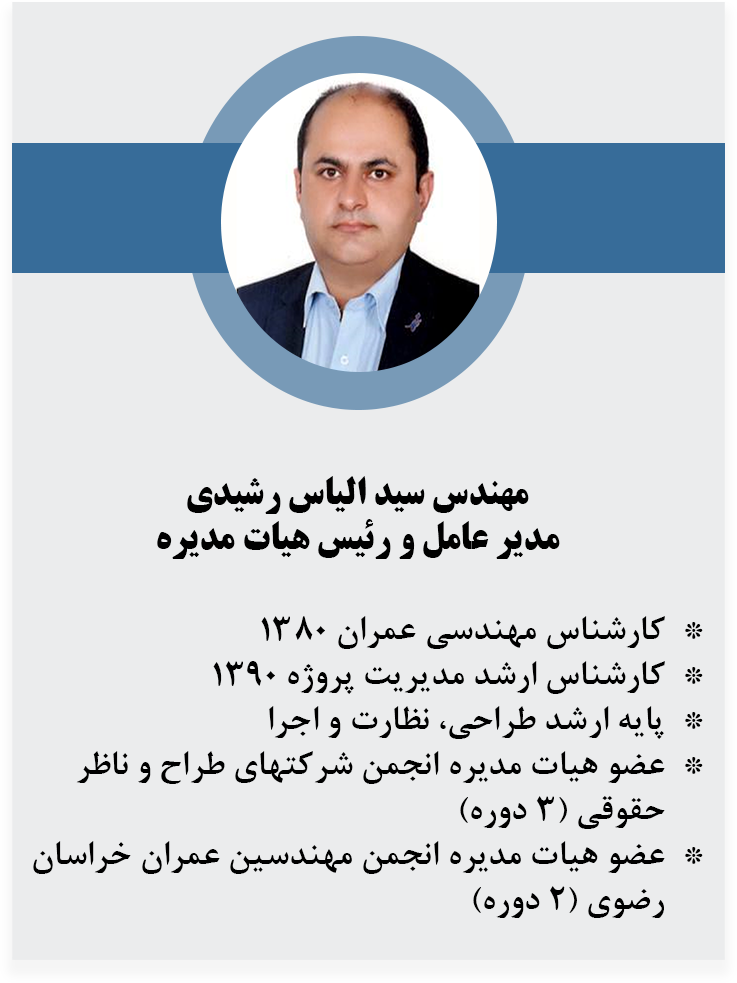 مهندس سید الیاس رشیدی
مدیر عامل و رئیس هیات مدیره
❊ کارشناس مهندسی عمران ۱۳۸۰
❊ کارشناس ارشد مدیریت پروژه ۱۳۹۰
❊ پایه ارشد طراحی، نظارت و اجرا
❊ عضو هیات مدیره انجمن شرکتهای طراح و ناظر
حقوقی (۳ دوره)
❊ عضو هیات مدیره انجمن مهندسین عمران خراسان
رضوی (۲ دوره)